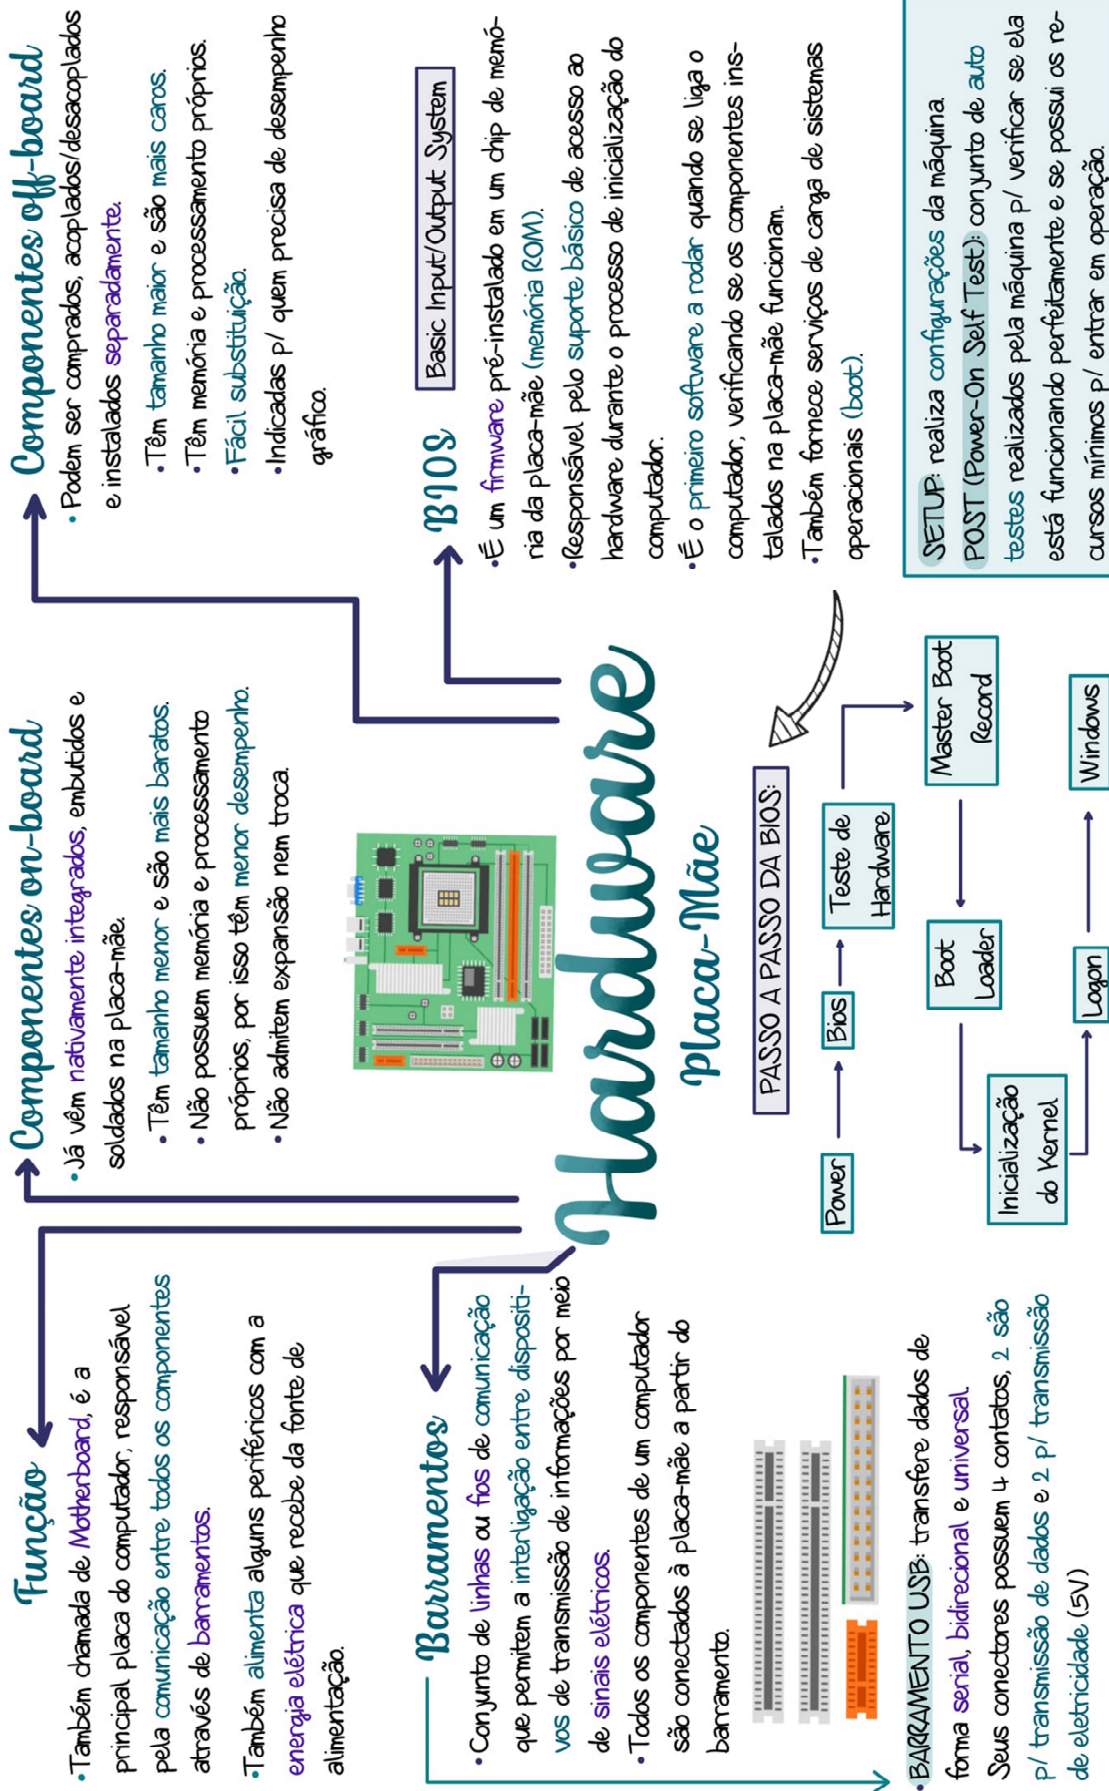 Função
• Também chamada de Motherboard, é a
principal placa do computador, responsável
pela comunicação entre todos os componentes
através de barramentos.
• Também alimenta alguns periféricos com a
energia elétrica que recebe da fonte de
alimentação.
Componentes on-board
• Já vêm nativamente integrados, embutidos e
soldados na placa-mãe.
• Têm tamanho menor e são mais baratos.
• Não possuem memória e processamento
próprios, por isso têm menor desempenho.
• Não admitem expansão nem troca.
Componentes off-board
• Podem ser comprados, acoplados/desacoplados
e instalados separadamente.
• Têm tamanho maior e são mais caros.
• Têm memória e processamento próprios.
• Fácil substituição.
• Indicadas p/ quem precisa de desempenho
gráfico.
Hardware
Placa-Mãe
Barramentos
• Conjunto de linhas ou fios de comunicação
que permitem a interligação entre dispositi-
vos de transmissão de informações por meio
de sinais elétricos.
• Todos os componentes de um computador
são conectados à placa-mãe a partir do
barramento.
• BARRAMENTO USB: transfere dados de
forma serial, bidirecional e universal.
Seus conectores possuem 4 contatos, 2 são
p/ transmissão de dados e 2 p/ transmissão
de eletricidade (5V)
BIOS
Basic Input/Output System
• É um firmware pré-instalado em um chip de memó-
ria da placa-mãe (memória ROM).
• Responsável pelo suporte básico de acesso ao
hardware durante o processo de inicialização do
computador.
• É o primeiro software a rodar quando se liga o
computador, verificando se os componentes ins-
talados na placa-mãe funcionam.
• Também fornece serviços de carga de sistemas
operacionais (boot).
PASSO A PASSO DA BIOS:
Power
Bios
Teste de
Hardware
Master Boot
Record
Boot
Loader
Inicialização
do Kernel
Logon
Windows
SETUP: realiza configurações da máquina
POST (Power-On Self Test): conjunto de auto
testes realizados pela máquina p/ verificar se ela
está funcionando perfeitamente e se possui os re-
cursos mínimos p/ entrar em operação.